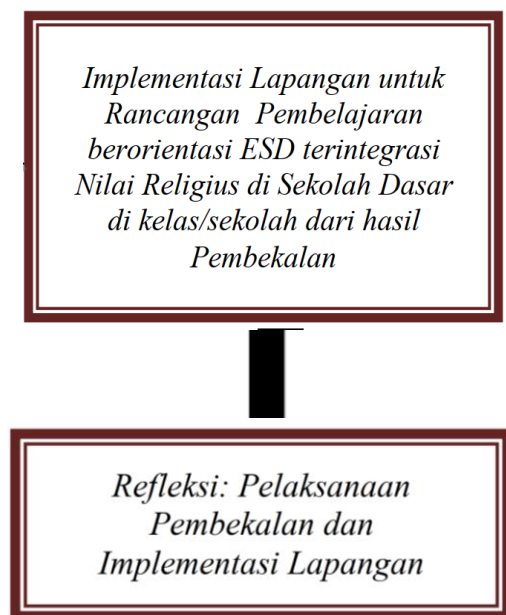 Implementasi Lapangan untuk
Rancangan Pembelajaran
berorientasi ESD terintegrasi
Nilai Religius di Sekolah Dasar
di kelas/sekolah dari hasil
Pembekalan
Refleksi: Pelaksanaan
Pembekalan dan
Implementasi Lapangan